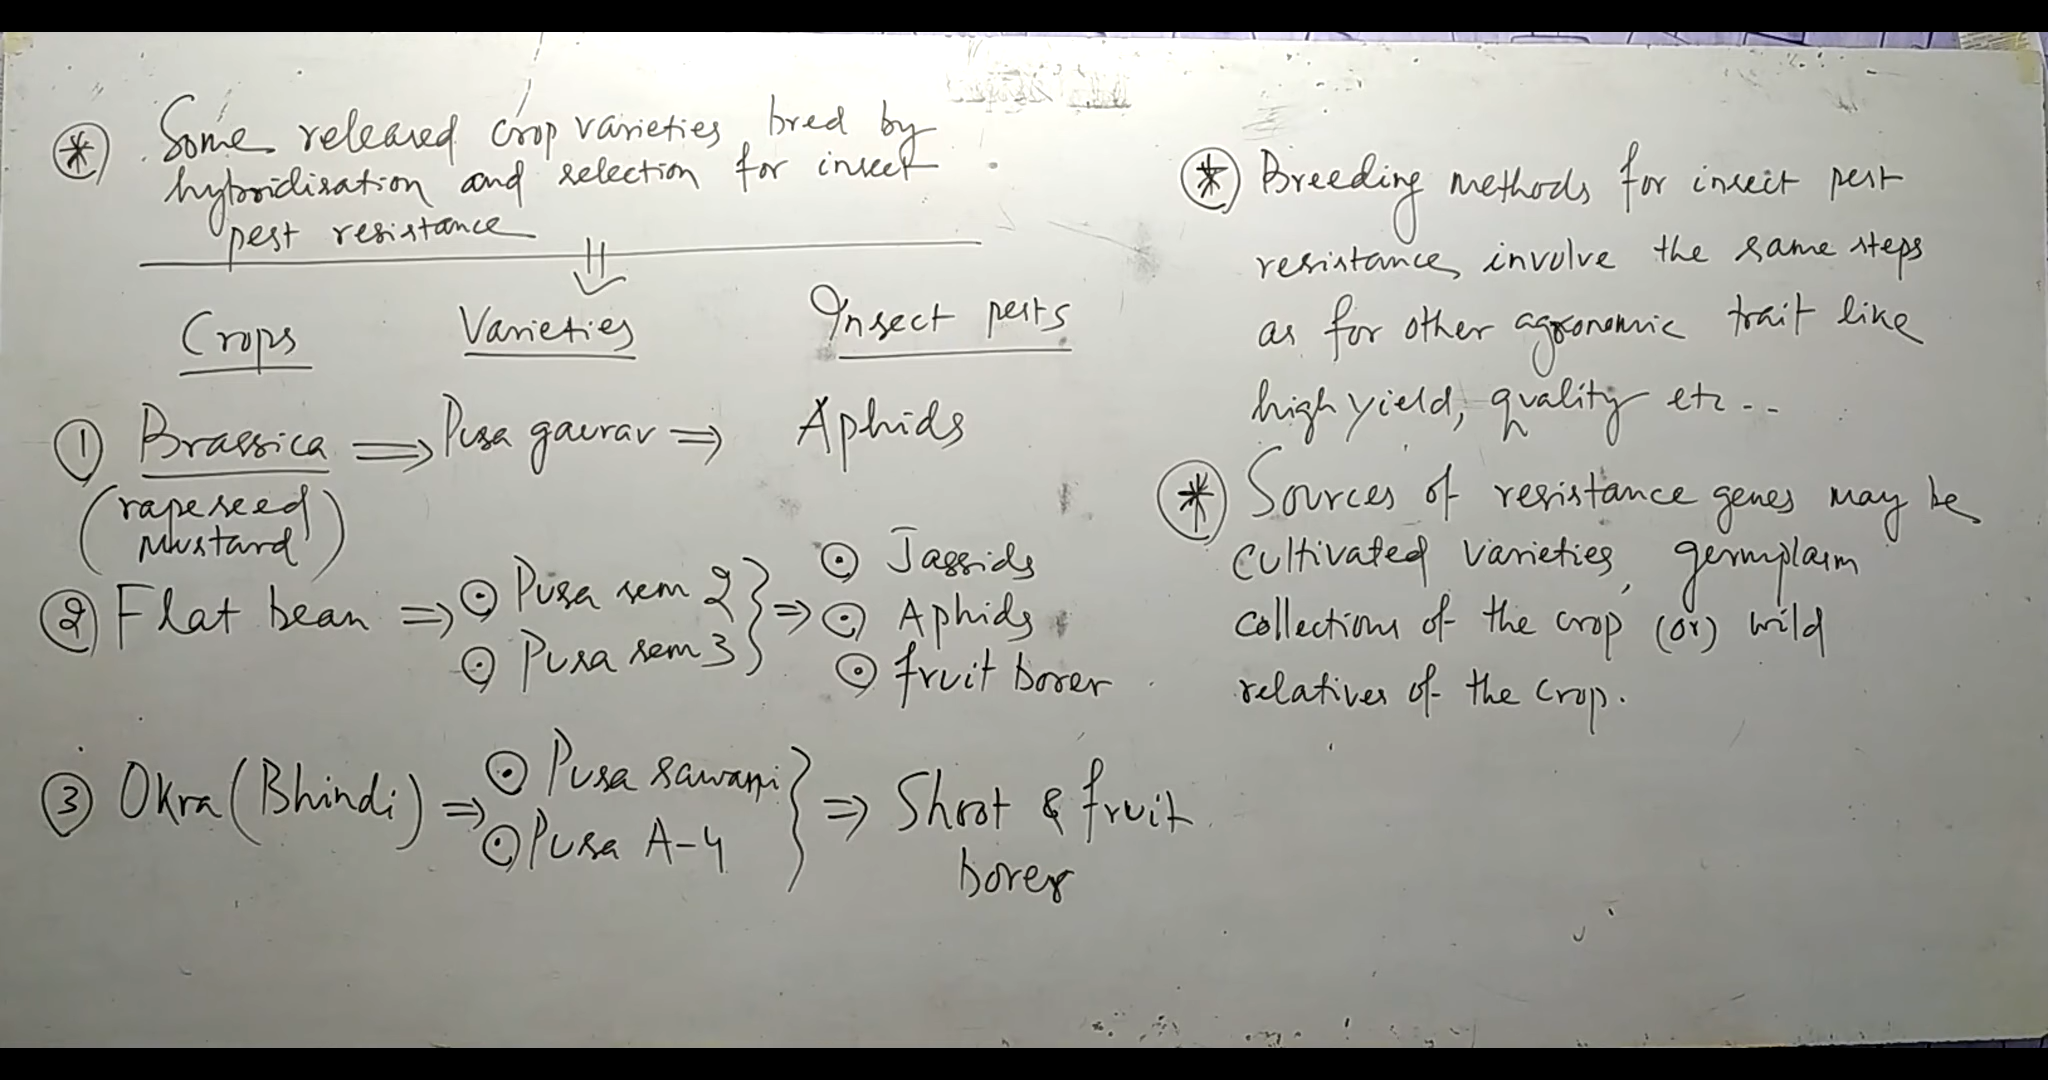 * Some released crop varieties bred by
hybridisation and selection for insect
pest resistance
Crops Varieties Insect pests
① Brassica ⇒ Pusa gaurav ⇒ Aphids
(rapeseed
mustard)
② Flat bean ⇒ ⊙ Pusa sem 2 } ⇒ ⊙ Jassids
⊙ Pusa sem 3 ⊙ Aphids
⊙ fruit borer
③ Okra (Bhindi) ⇒ ⊙ Pusa sawani } ⇒ Shoot & fruit
⊙ Pusa A-4 borer
* Breeding methods for insect pest
resistance involve the same steps
as for other agronomic trait like
high yield, quality etc ..
* Sources of resistance genes may be
cultivated varieties, germplasm
collections of the crop (or) wild
relatives of the crop.